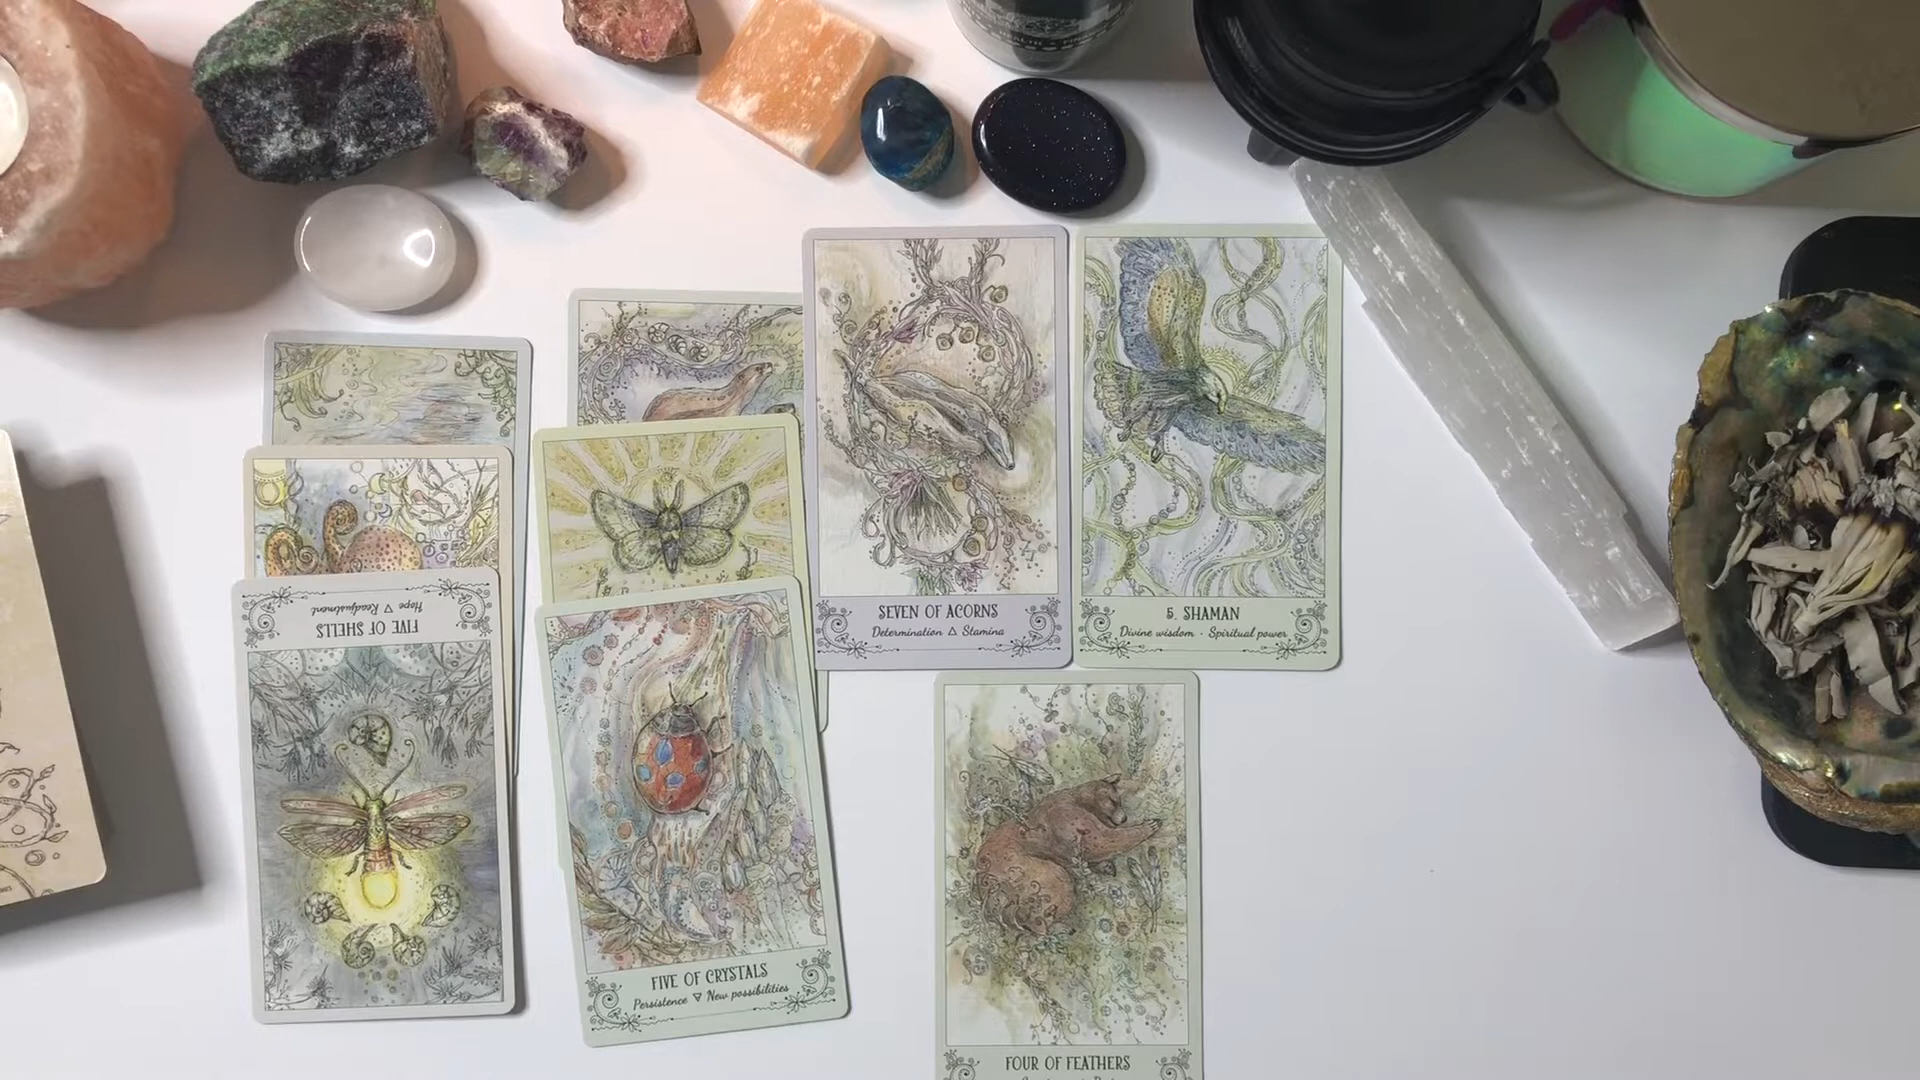 HEALTH &
SEVEN OF ACORNS
Determination △ Stamina
5. SHAMAN
Divine wisdom · Spiritual power
FIVE OF SHELLS
Hope ▽ Readjustment
FIVE OF CRYSTALS
Persistence ▽ New possibilities
FOUR OF FEATHERS